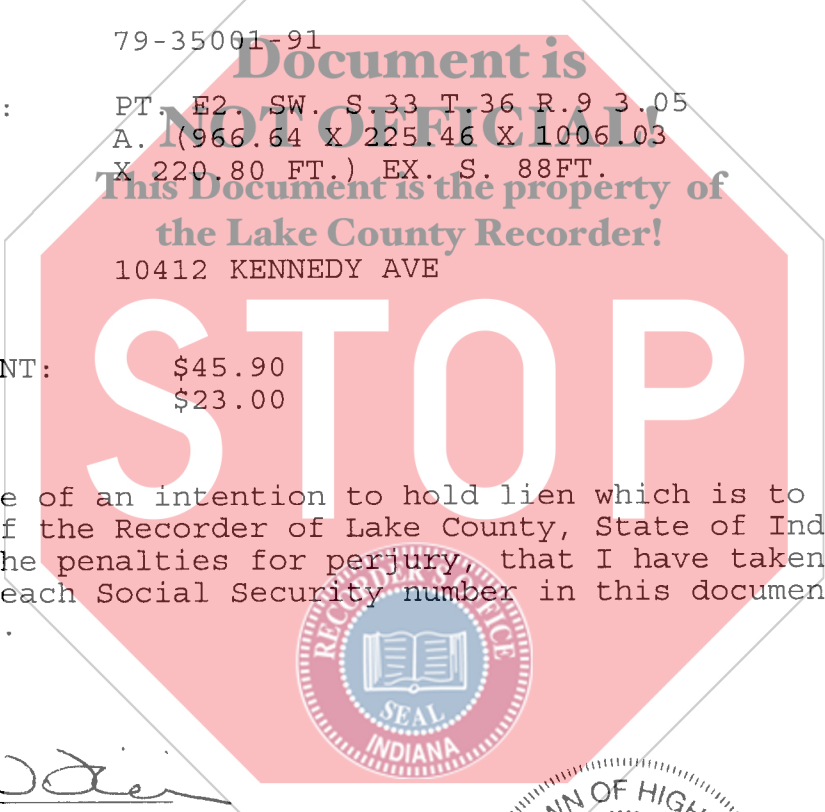 79-35001-91
Document is
: PT. E2. SW. S.33 T.36 R.9 3.05
NOT OFFICIAL!
A. (966.64 X 225.46 X 1006.03
X 220.80 FT.) EX. S. 88FT.
This Document is the property of
the Lake County Recorder!
10412 KENNEDY AVE
STOP
NT: $45.90
$23.00
e of an intention to hold lien which is to
f the Recorder of Lake County, State of Ind
he penalties for perjury, that I have taken
each Social Security number in this documen
.
RECORDER'S OFFICE
SEAL
INDIANA
WN OF HIGH